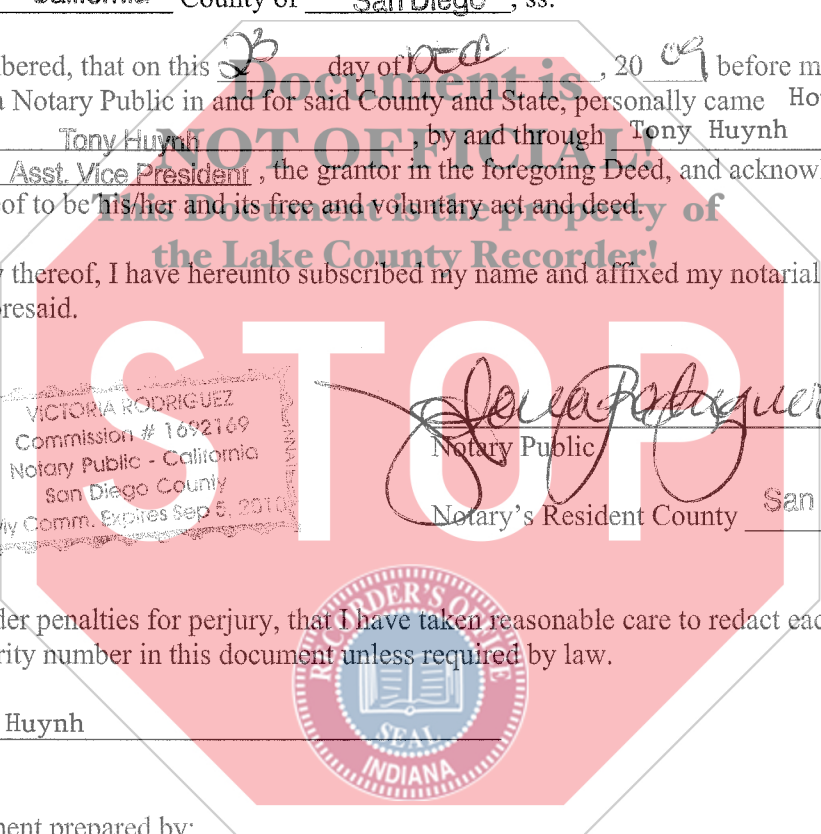 California County of San Diego, ss.
bered, that on this 23 day of DEC, 20 09 before m
a Notary Public in and for said County and State, personally came Ho
Tony Huynh, by and through Tony Huynh
Asst. Vice President, the grantor in the foregoing Deed, and acknowl
of to be his/her and its free and voluntary act and deed.
Document is
NOT OFFICIAL!
This Document is the property of
the Lake County Recorder!
y thereof, I have hereunto subscribed my name and affixed my notarial
resaid.
STOP
VICTORIA RODRIGUEZ
Commission # 1692169
Notary Public - California
San Diego County
My Comm. Expires Sep 5, 2010
Notary Public
Notary's Resident County San
der penalties for perjury, that I have taken reasonable care to redact eac
rity number in this document unless required by law.
RECORDER'S OFFICE
SEAL
INDIANA
Huynh
ment prepared by: